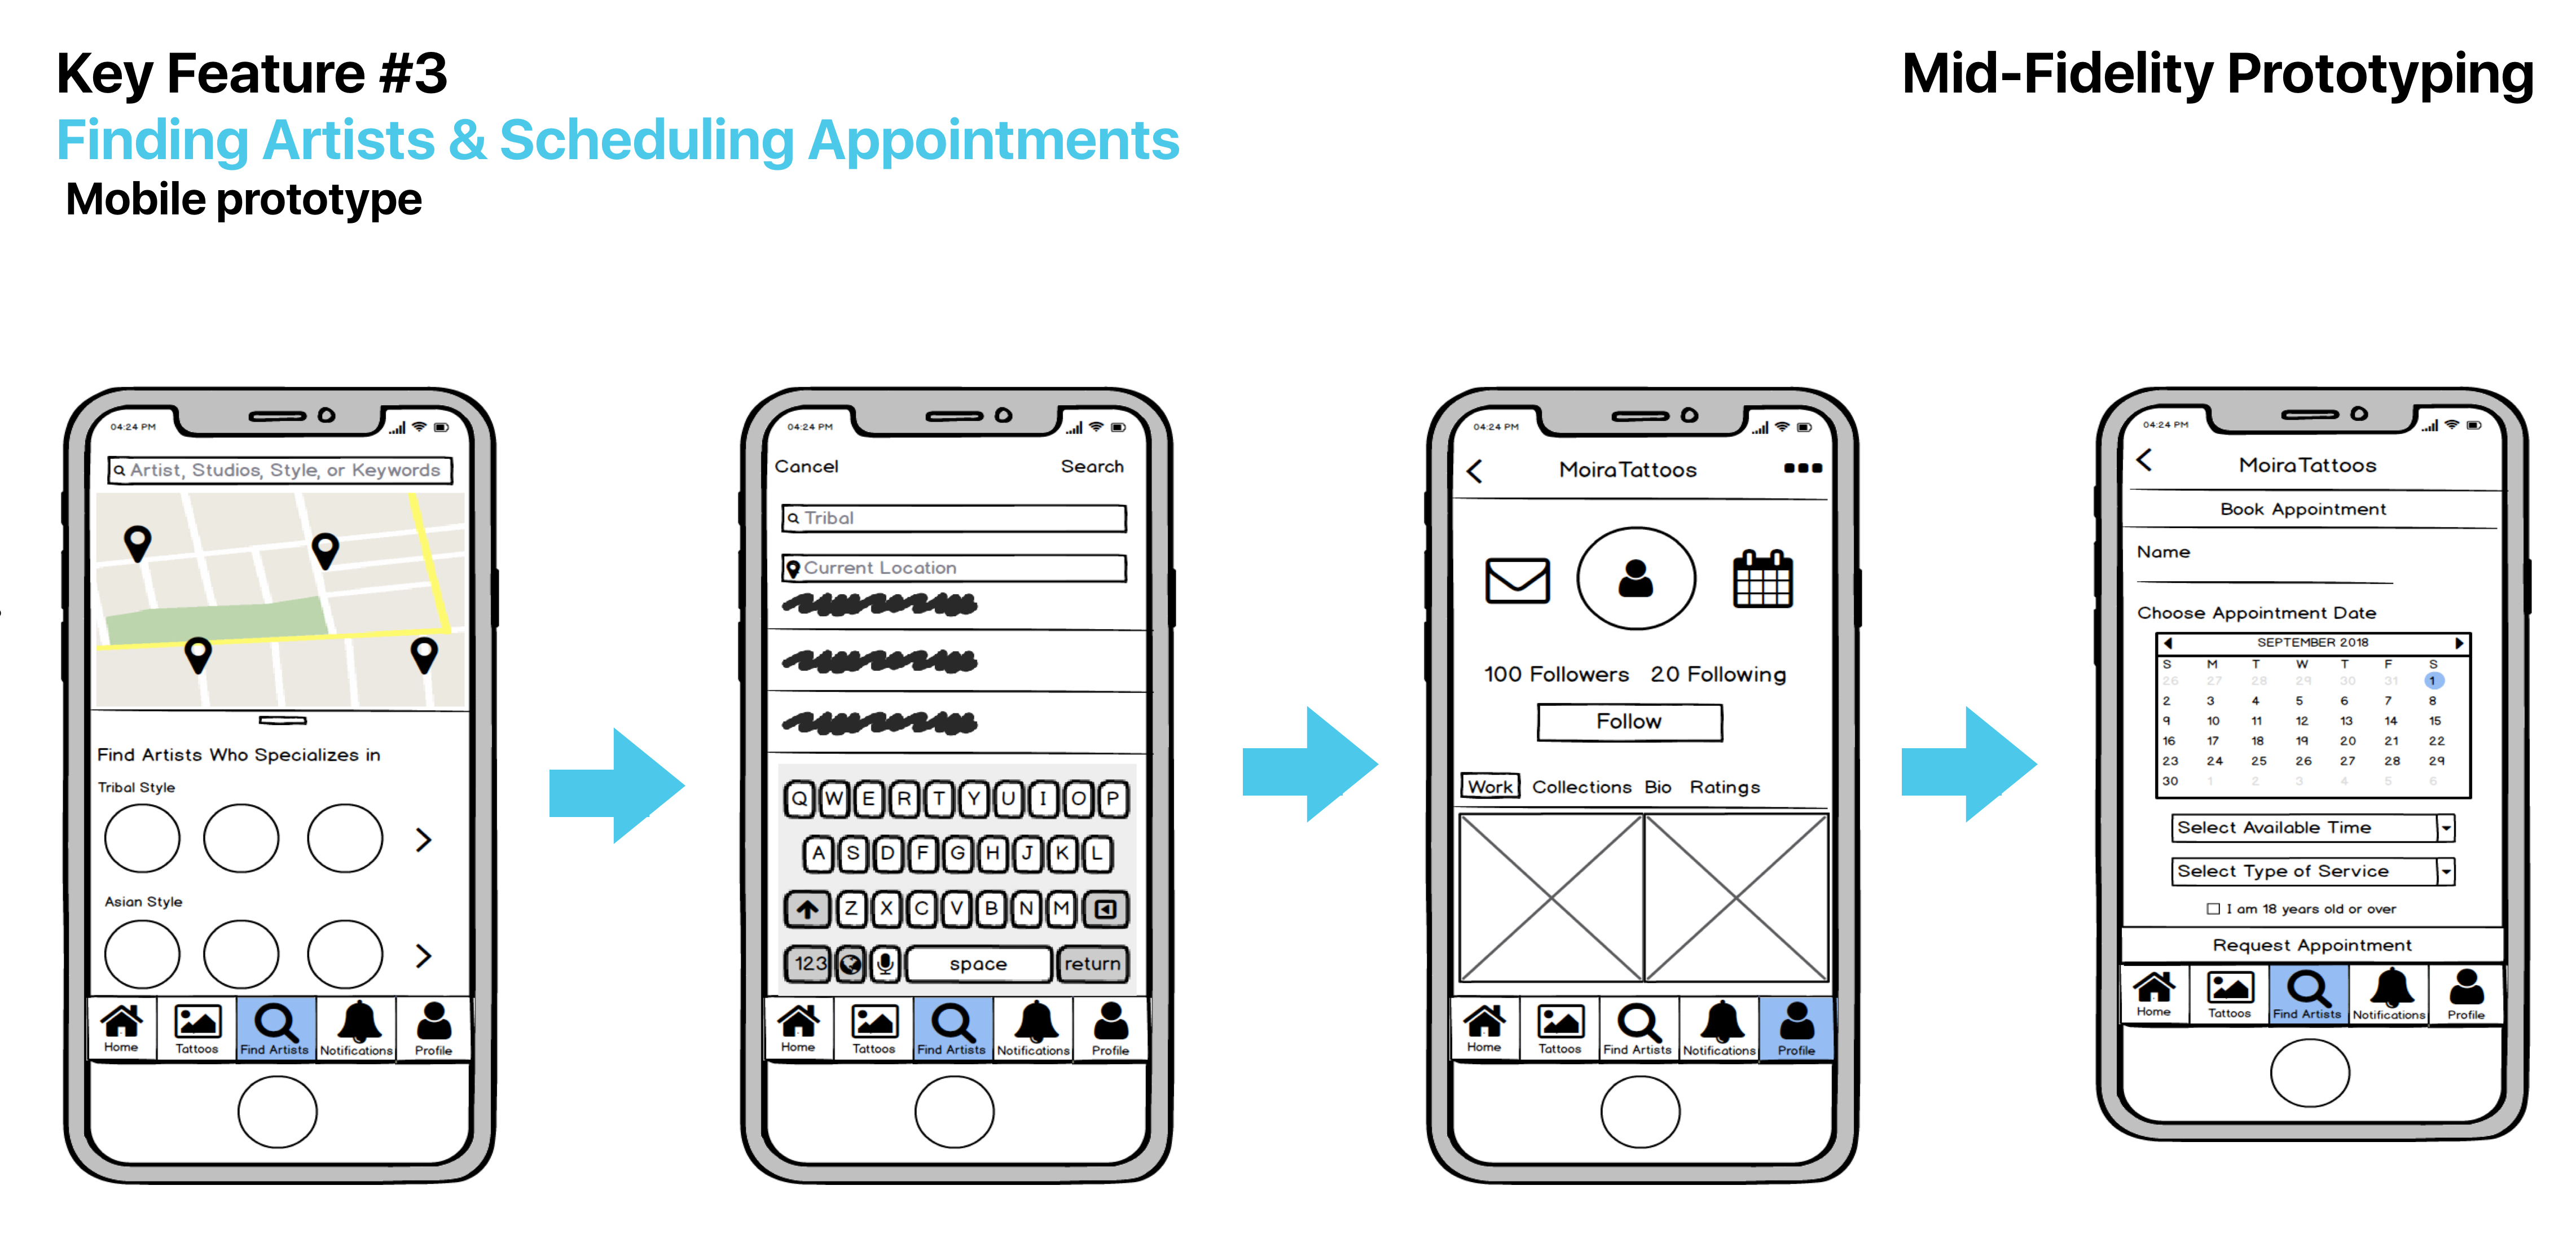 Key Feature #3
Mid-Fidelity Prototyping
Finding Artists & Scheduling Appointments
Mobile prototype
04:24 PM
Artist, Studios, Style, or Keywords
Find Artists Who Specializes in
Tribal Style
Asian Style
Home Tattoos Find Artists Notifications Profile
04:24 PM
Cancel Search
Tribal
Current Location
Q W E R T Y U I O P
A S D F G H J K L
Z X C V B N M
123 space return
Home Tattoos Find Artists Notifications Profile
04:24 PM
MoiraTattoos
100 Followers 20 Following
Follow
Work Collections Bio Ratings
Home Tattoos Find Artists Notifications Profile
04:24 PM
MoiraTattoos
Book Appointment
Name
Choose Appointment Date
SEPTEMBER 2018
S M T W T F S
26 27 28 29 30 31 1
2 3 4 5 6 7 8
9 10 11 12 13 14 15
16 17 18 19 20 21 22
23 24 25 26 27 28 29
30 1 2 3 4 5 6
Select Available Time
Select Type of Service
I am 18 years old or over
Request Appointment
Home Tattoos Find Artists Notifications Profile